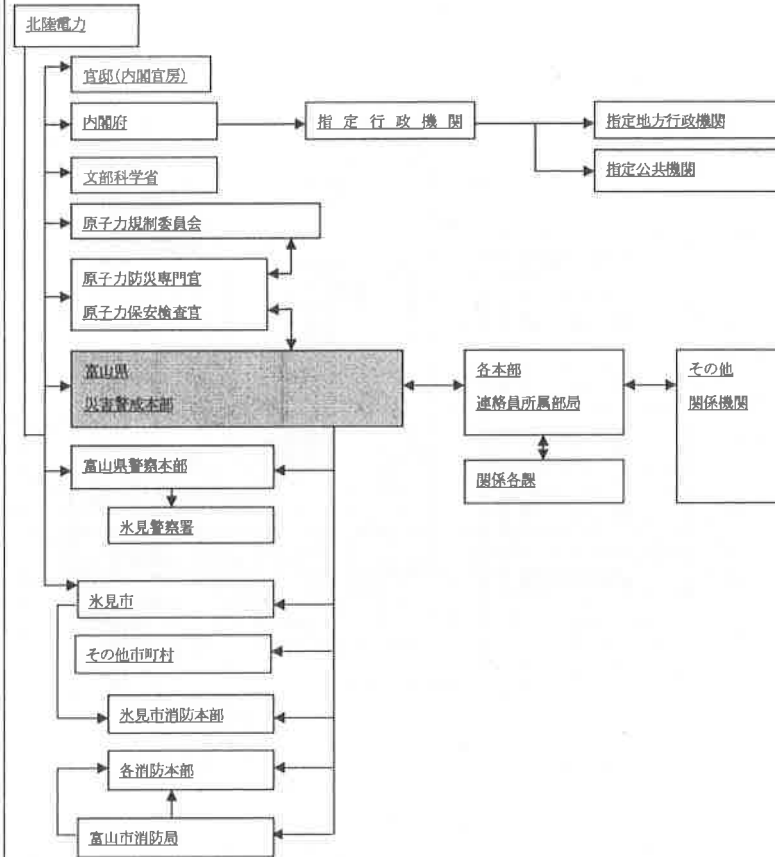 北陸電力
官邸(内閣官房)
内閣府
指定行政機関
指定地方行政機関
指定公共機関
文部科学省
原子力規制委員会
原子力防災専門官
原子力保安検査官
富山県
災害警戒本部
各本部
連絡員所属部局
その他
関係機関
富山県警察本部
関係各課
氷見警察署
氷見市
その他市町村
氷見市消防本部
各消防本部
富山市消防局